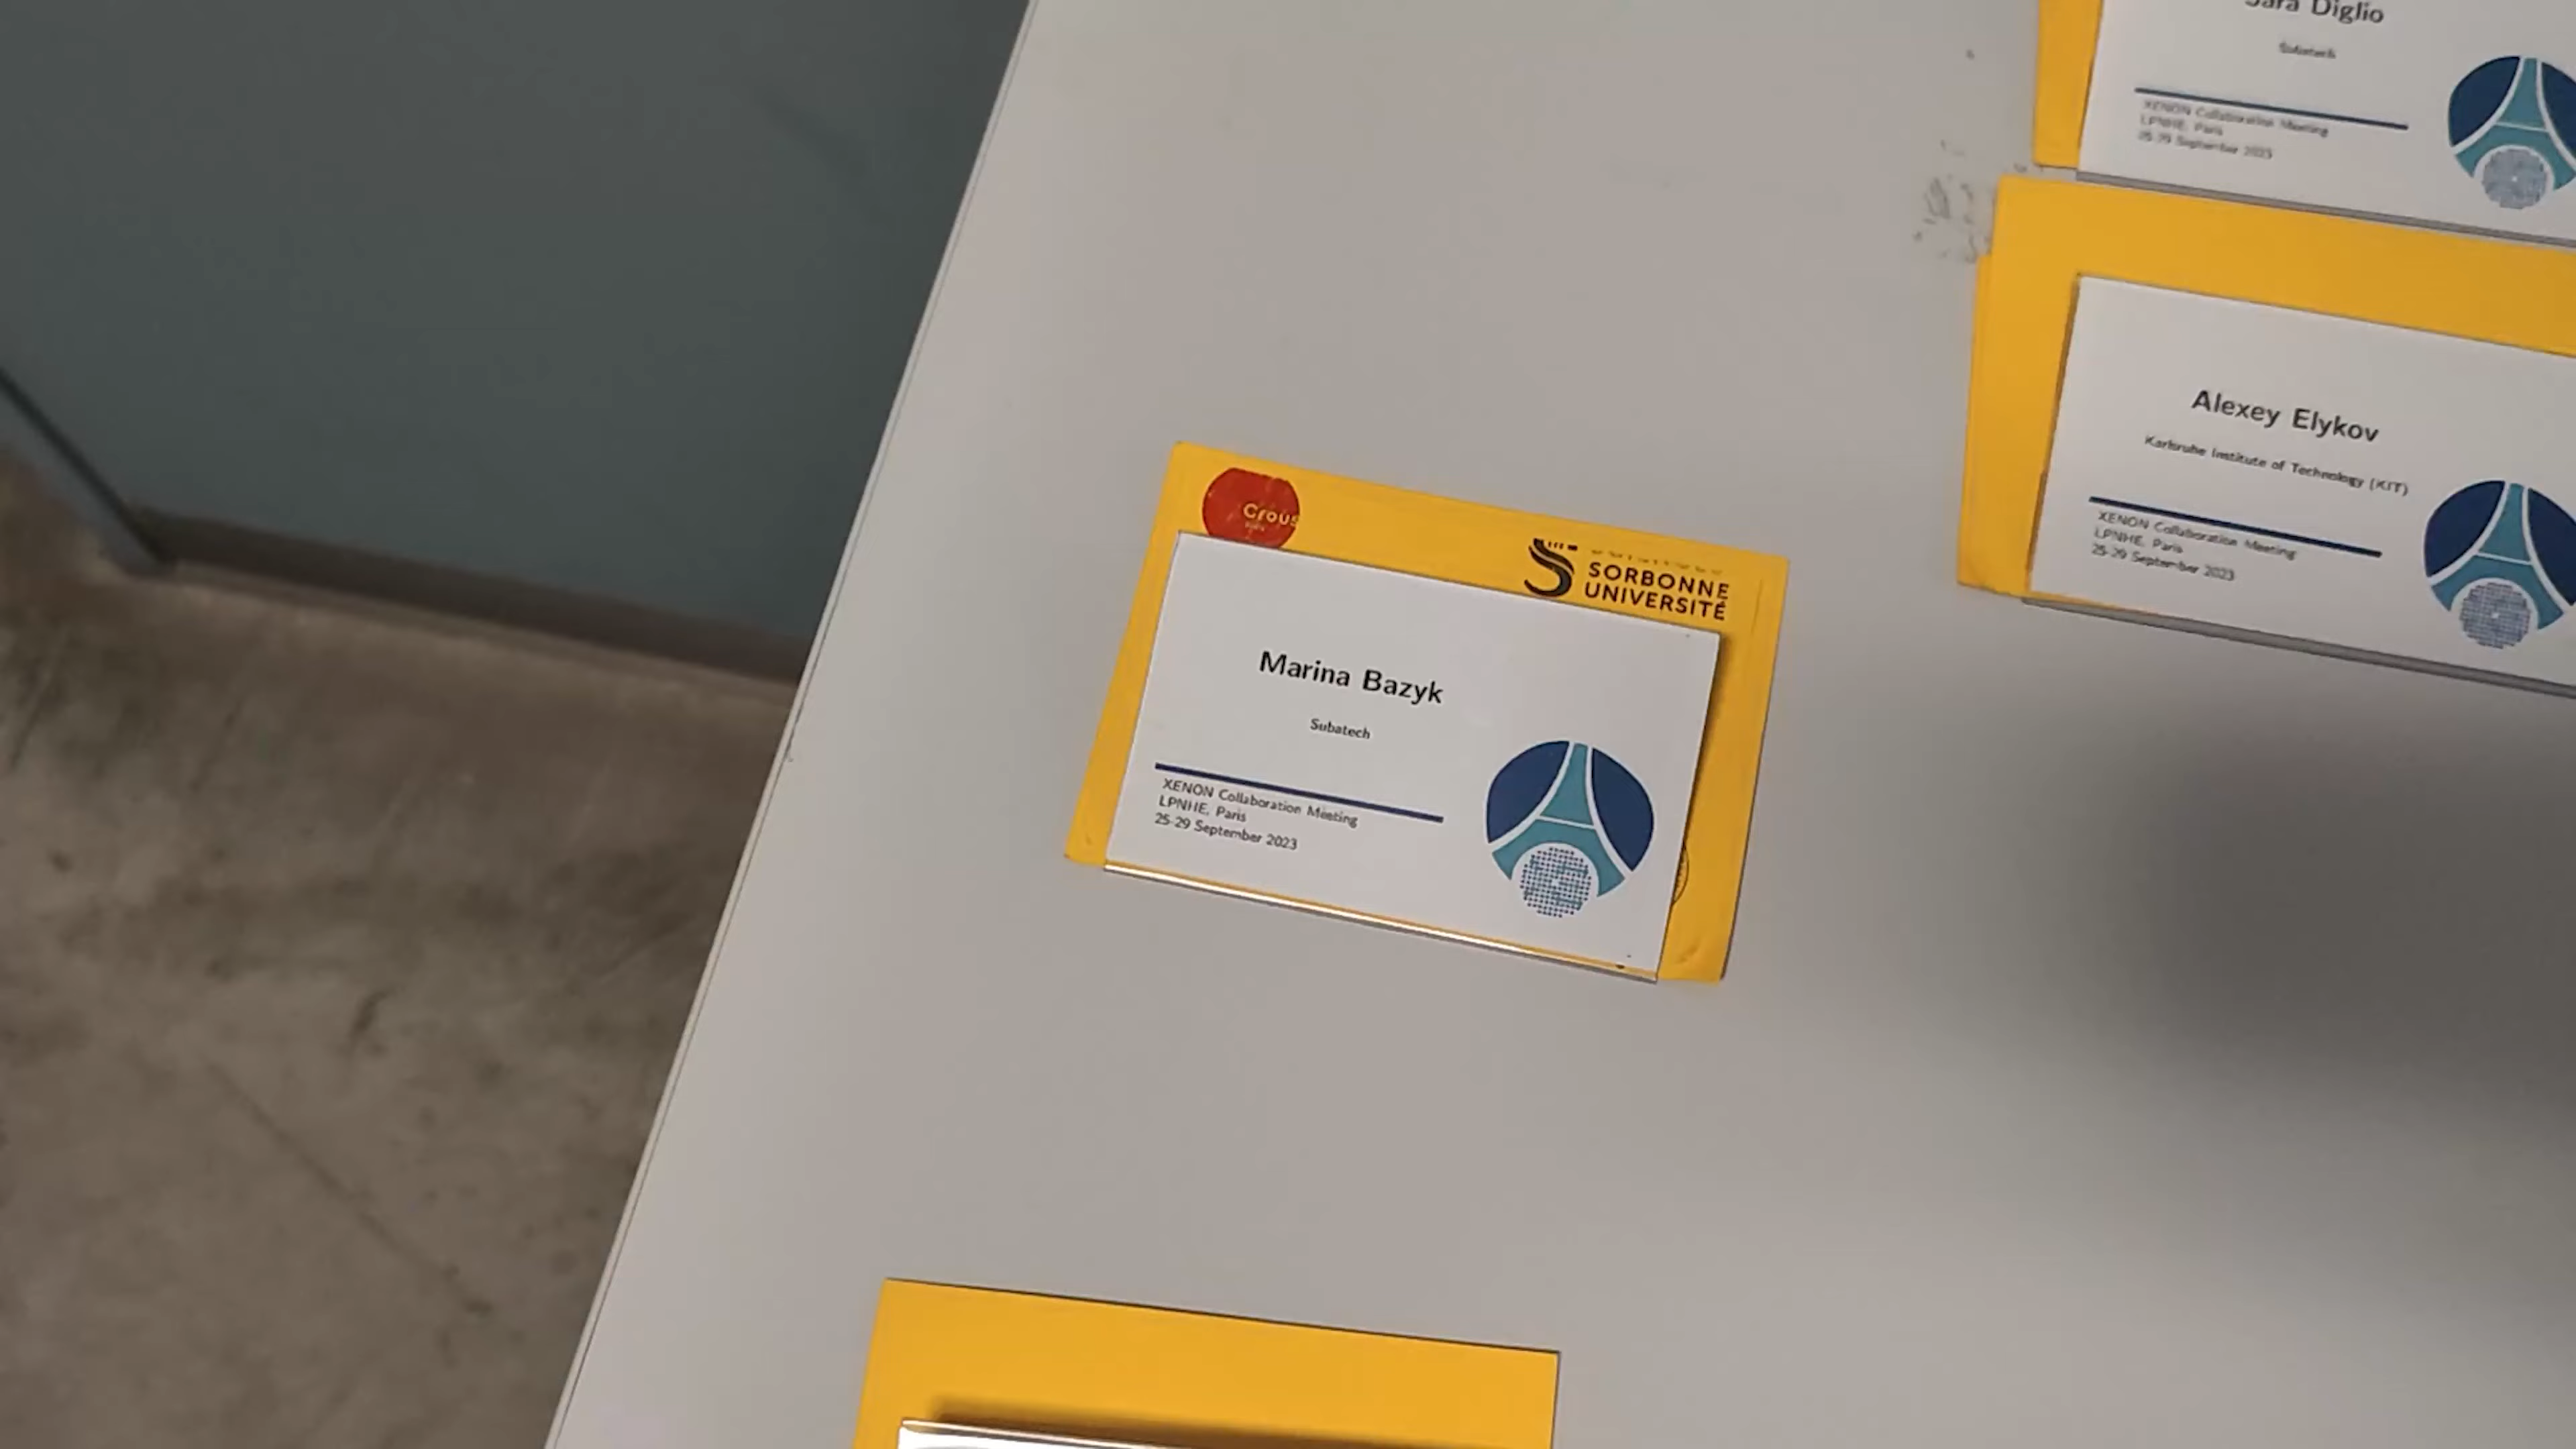 Sara Diglio
Subatech
XENON Collaboration Meeting
LPNHE, Paris
25-29 September 2023
Alexey Elykov
Karlsruhe Institute of Technology (KIT)
XENON Collaboration Meeting
LPNHE, Paris
25-29 September 2023
Crous
SORBONNE
UNIVERSITÉ
Marina Bazyk
Subatech
XENON Collaboration Meeting
LPNHE, Paris
25-29 September 2023